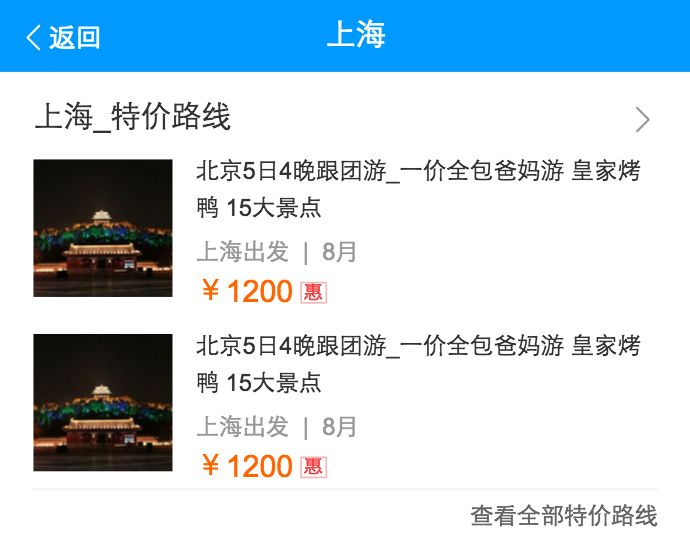 返回
上海
上海_特价路线
北京5日4晚跟团游_一价全包爸妈游 皇家烤
鸭 15大景点
上海出发 | 8月
￥1200 惠
北京5日4晚跟团游_一价全包爸妈游 皇家烤
鸭 15大景点
上海出发 | 8月
￥1200 惠
查看全部特价路线